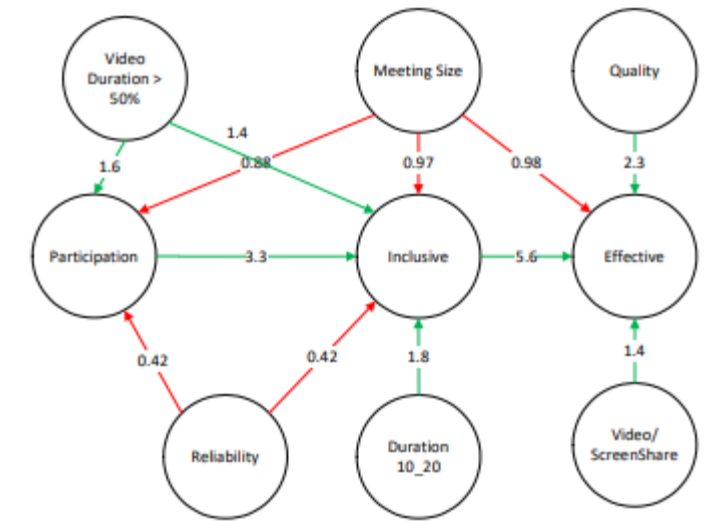 Video
Duration >
50%
Meeting Size
Quality
1.4
1.6
0.88
0.97
0.98
2.3
Participation
3.3
Inclusive
5.6
Effective
0.42
0.42
1.8
1.4
Reliability
Duration
10_20
Video/
ScreenShare